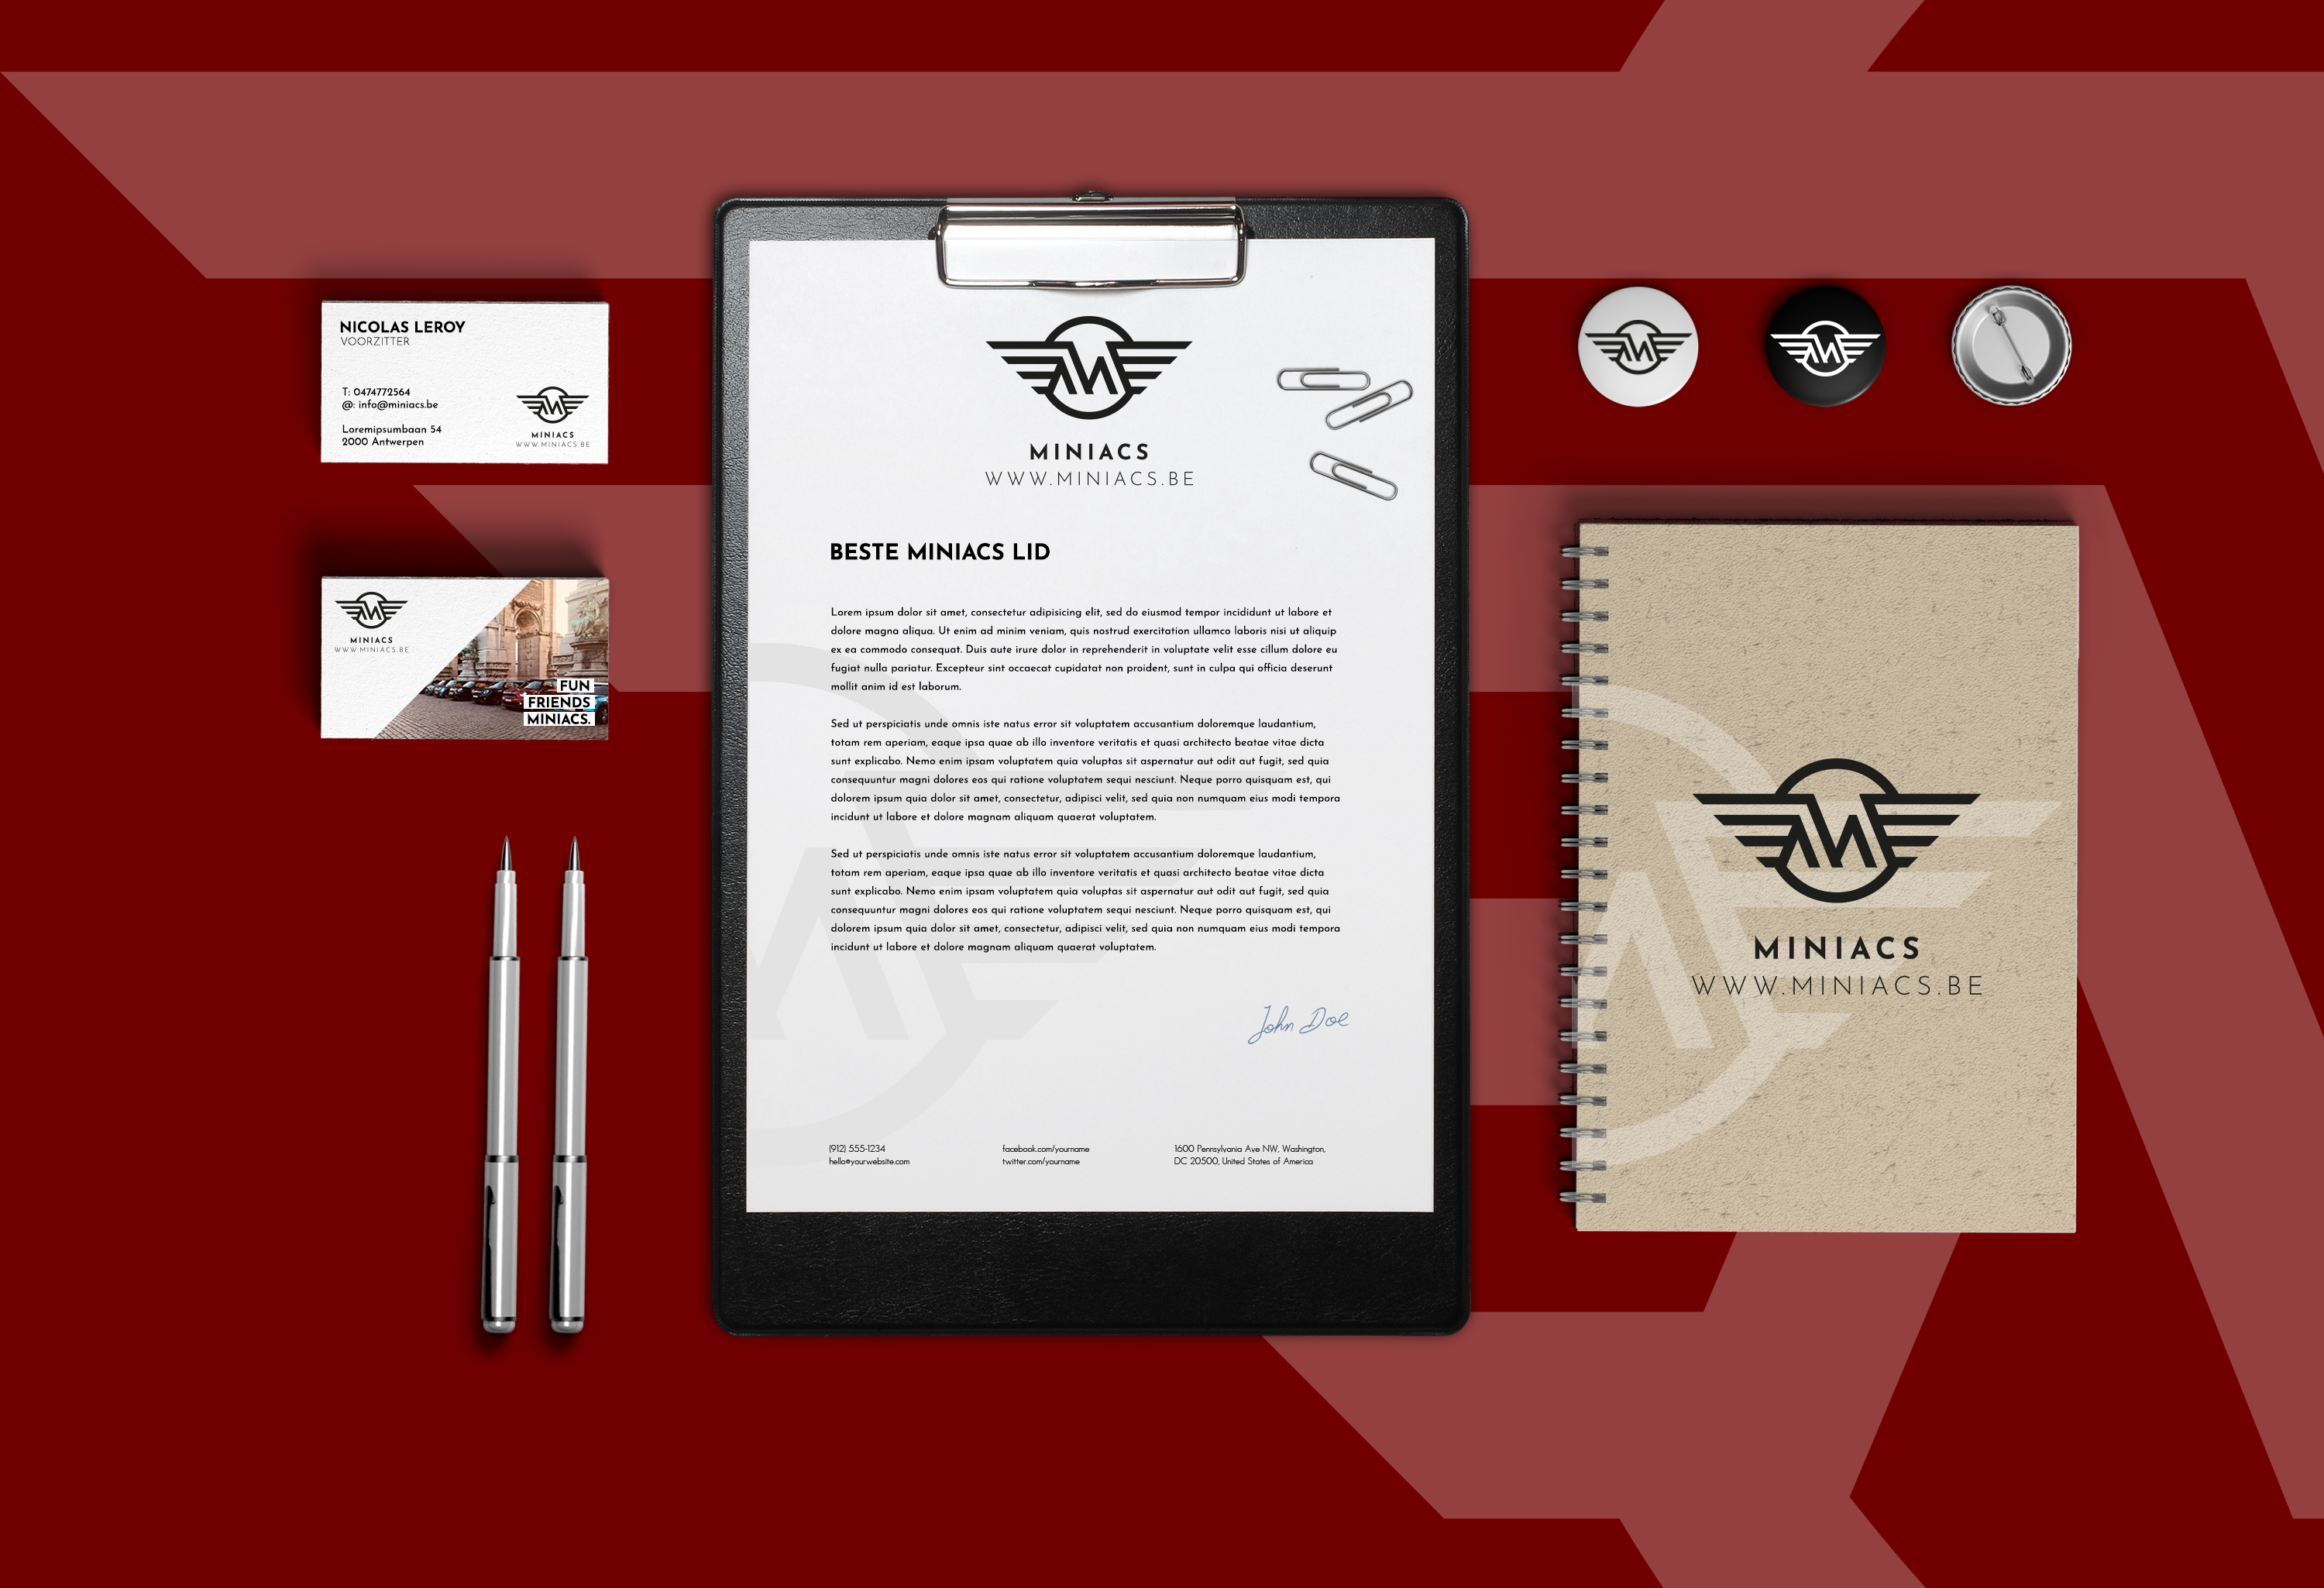 NICOLAS LEROY
VOORZITTER
T: 0474772564
@: info@miniacs.be
Loremipsumbaan 54
2000 Antwerpen
MINIACS
WWW.MINIACS.BE
MINIACS
WWW.MINIACS.BE
FUN
FRIENDS
MINIACS.
MINIACS
WWW.MINIACS.BE
BESTE MINIACS LID
Lorem ipsum dolor sit amet, consectetur adipisicing elit, sed do eiusmod tempor incididunt ut labore et
dolore magna aliqua. Ut enim ad minim veniam, quis nostrud exercitation ullamco laboris nisi ut aliquip
ex ea commodo consequat. Duis aute irure dolor in reprehenderit in voluptate velit esse cillum dolore eu
fugiat nulla pariatur. Excepteur sint occaecat cupidatat non proident, sunt in culpa qui officia deserunt
mollit anim id est laborum.
Sed ut perspiciatis unde omnis iste natus error sit voluptatem accusantium doloremque laudantium,
totam rem aperiam, eaque ipsa quae ab illo inventore veritatis et quasi architecto beatae vitae dicta
sunt explicabo. Nemo enim ipsam voluptatem quia voluptas sit aspernatur aut odit aut fugit, sed quia
consequuntur magni dolores eos qui ratione voluptatem sequi nesciunt. Neque porro quisquam est, qui
dolorem ipsum quia dolor sit amet, consectetur, adipisci velit, sed quia non numquam eius modi tempora
incidunt ut labore et dolore magnam aliquam quaerat voluptatem.
Sed ut perspiciatis unde omnis iste natus error sit voluptatem accusantium doloremque laudantium,
totam rem aperiam, eaque ipsa quae ab illo inventore veritatis et quasi architecto beatae vitae dicta
sunt explicabo. Nemo enim ipsam voluptatem quia voluptas sit aspernatur aut odit aut fugit, sed quia
consequuntur magni dolores eos qui ratione voluptatem sequi nesciunt. Neque porro quisquam est, qui
dolorem ipsum quia dolor sit amet, consectetur, adipisci velit, sed quia non numquam eius modi tempora
incidunt ut labore et dolore magnam aliquam quaerat voluptatem.
John Doe
(912) 555-1234
hello@yourwebsite.com
facebook.com/yourname
twitter.com/yourname
1600 Pennsylvania Ave NW, Washington,
DC 20500, United States of America
MINIACS
WWW.MINIACS.BE